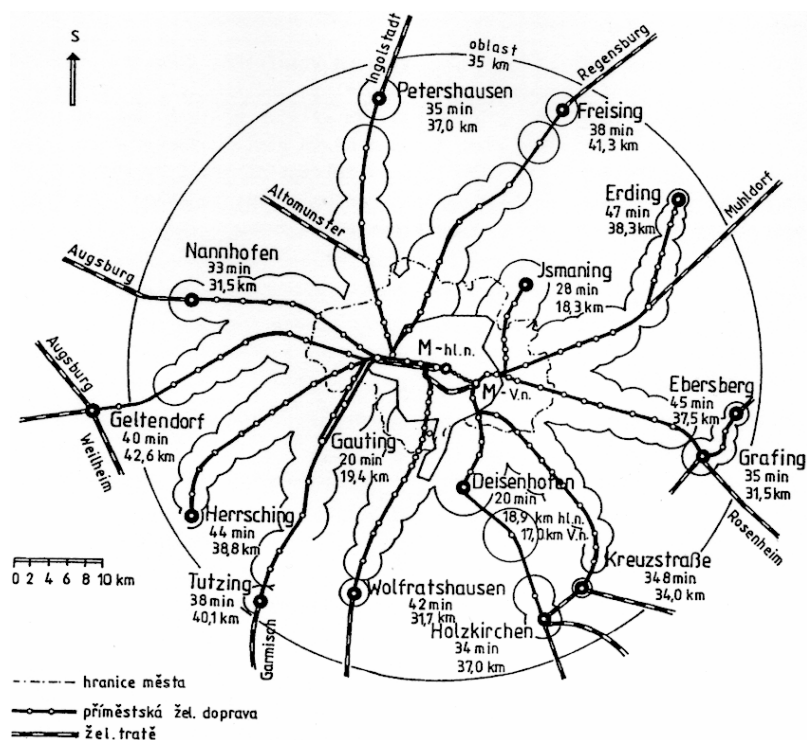 S
oblast
35 km
Ingolstadt
Regensburg
Petershausen
35 min
37,0 km
Freising
38 min
41,3 km
Erding
47 min
38,3 km
Muhldorf
Altomunster
Augsburg
Nannhofen
33 min
31,5 km
Jsmaning
28 min
18,3 km
M-hl.n.
M-V.n.
Augsburg
Geltendorf
40 min
42,6 km
Weilheim
Gauting
20 min
19,4 km
Ebersberg
45 min
37,5 km
Grafing
35 min
31,5 km
Rosenheim
Deisenhofen
20 min
18,9 km hl.n.
17,0 km V.n.
Herrsching
44 min
38,8 km
Kreuzstraße
348min
34,0 km
0 2 4 6 8 10 km
Tutzing
38 min
40,1 km
Garmisch
Wolfratshausen
42 min
31,7 km
Holzkirchen
34 min
37,0 km
hranice města
příměstská žel. doprava
žel. tratě